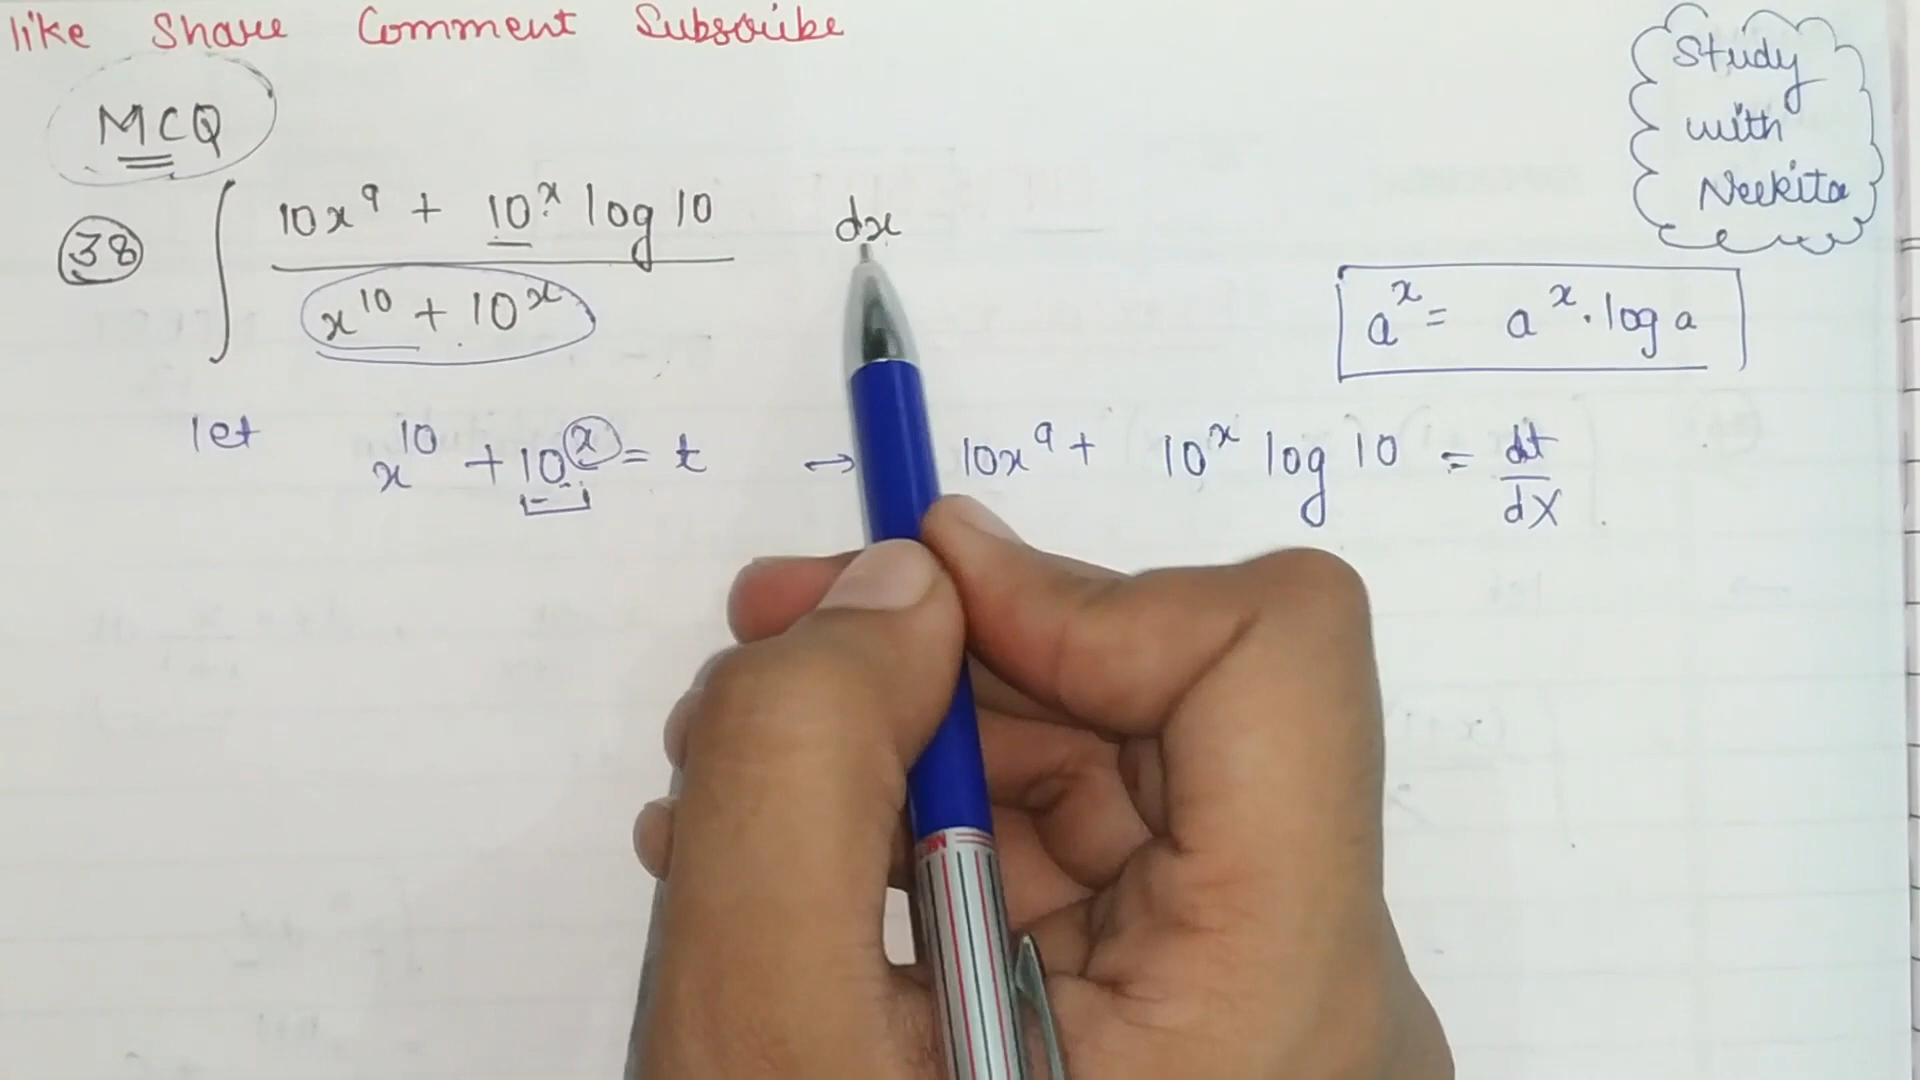 like Share Comment Subscribe
Study
with
Neekita
MCQ
38 ∫ 10x⁹ + 10ˣ log 10 dx
x¹⁰ + 10ˣ
aˣ = aˣ. log a
let x¹⁰ + 10ˣ = t → 10x⁹ + 10ˣ log 10 = dt
dx